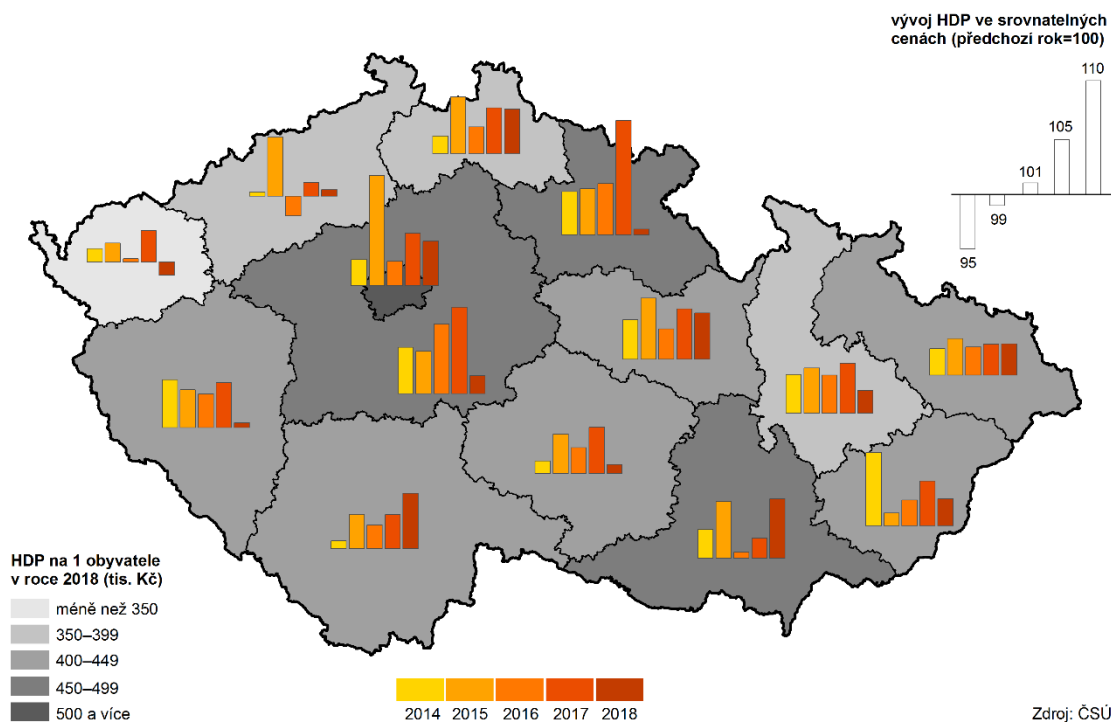 vývoj HDP ve srovnatelných
cenách (předchozí rok=100)
110
105
101
99
95
HDP na 1 obyvatele
v roce 2018 (tis. Kč)
méně než 350
350–399
400–449
450–499
500 a více
2014 2015 2016 2017 2018
Zdroj: ČSÚ